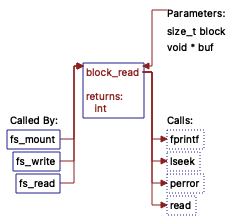 Parameters:
size_t block
void * buf
block_read
returns:
int
Called By:
fs_mount
fs_write
fs_read
Calls:
fprintf
lseek
perror
read